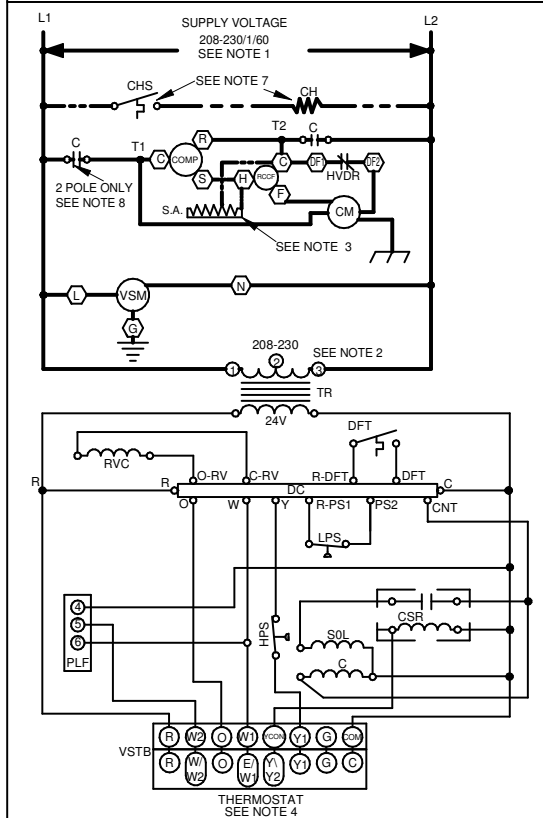 L1 L2
SUPPLY VOLTAGE
208-230/1/60
SEE NOTE 1
CHS SEE NOTE 7 CH
R T2 C
C T1 C COMP C DF1 DF2
2 POLE ONLY S H RCCF HVDR
SEE NOTE 8 F
S.A. CM
SEE NOTE 3
L VSM N
G
208-230
1 2 3 SEE NOTE 2
TR
24V
DFT
RVC
R R O-RV C-RV R-DFT DFT C
DC
O W Y R-PS1 PS2 CNT
LPS
4
5
6
PLF
HPS
CSR
S0L
C
R W2 O W1 YCON Y1 G COM
VSTB
R W/W2 O E/W1 Y\Y2 Y1 G C
THERMOSTAT
SEE NOTE 4